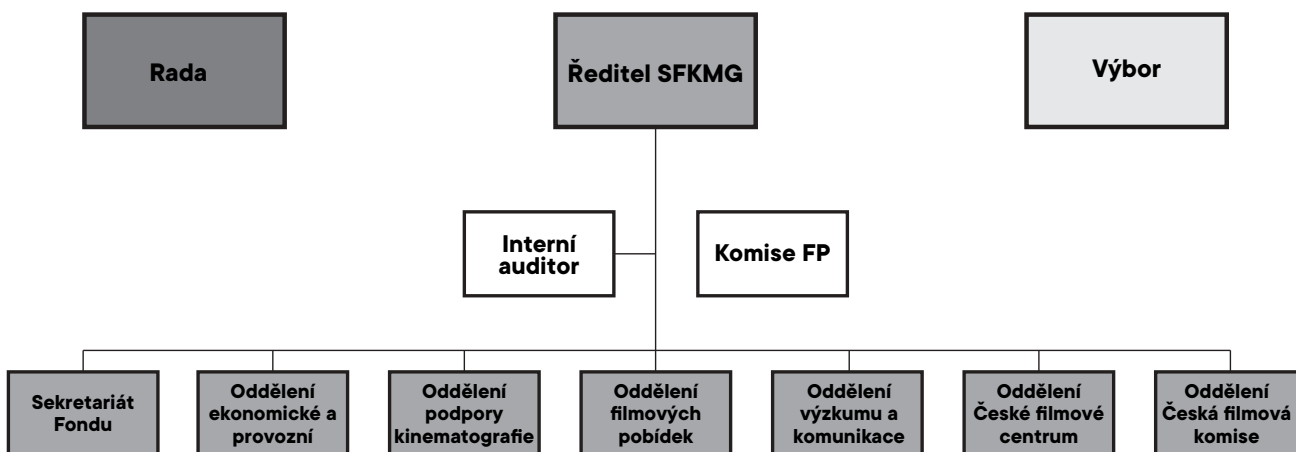 Rada
Ředitel SFKMG
Výbor
Interní
auditor
Komise FP
Sekretariát
Fondu
Oddělení
ekonomické a
provozní
Oddělení
podpory
kinematografie
Oddělení
filmových
pobídek
Oddělení
výzkumu a
komunikace
Oddělení
České filmové
centrum
Oddělení
Česká filmová
komise